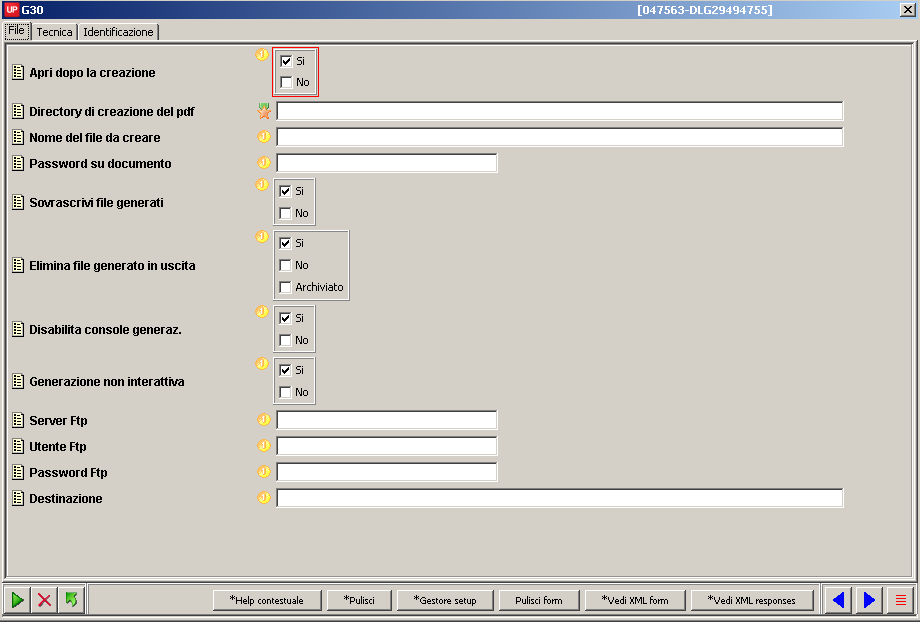 UP G30 [047563-DLG29494755]
File Tecnica Identificazione
Apri dopo la creazione
Si
No
Directory di creazione del pdf
Nome del file da creare
Password su documento
Sovrascrivi file generati
Si
No
Elimina file generato in uscita
Si
No
Archiviato
Disabilita console generaz.
Si
No
Generazione non interattiva
Si
No
Server Ftp
Utente Ftp
Password Ftp
Destinazione
*Help contestuale *Pulisci *Gestore setup Pulisci form *Vedi XML form *Vedi XML responses